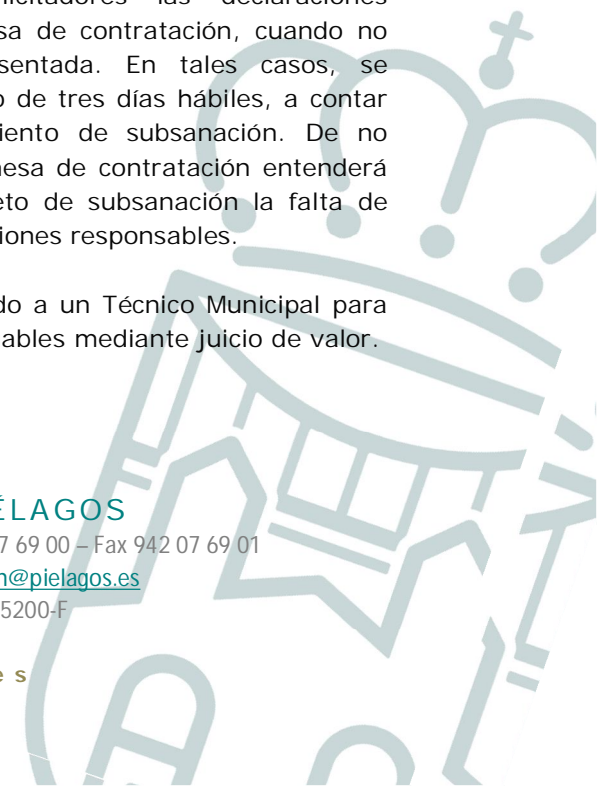 las declaraciones
sa de contratación, cuando no
sentada. En tales casos, se
o de tres días hábiles, a contar
iento de subsanación. De no
nesa de contratación entenderá
eto de subsanación la falta de
iones responsables.
do a un Técnico Municipal para
ables mediante juicio de valor.
ÉLAGOS
7 69 00 – Fax 942 07 69 01
n@pielagos.es
5200-F
e s